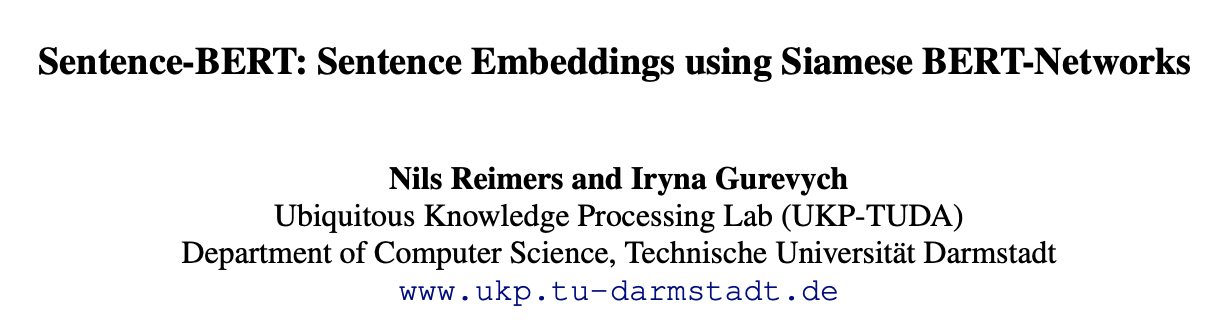 Sentence-BERT: Sentence Embeddings using Siamese BERT-Networks
Nils Reimers and Iryna Gurevych
Ubiquitous Knowledge Processing Lab (UKP-TUDA)
Department of Computer Science, Technische Universität Darmstadt
www.ukp.tu-darmstadt.de